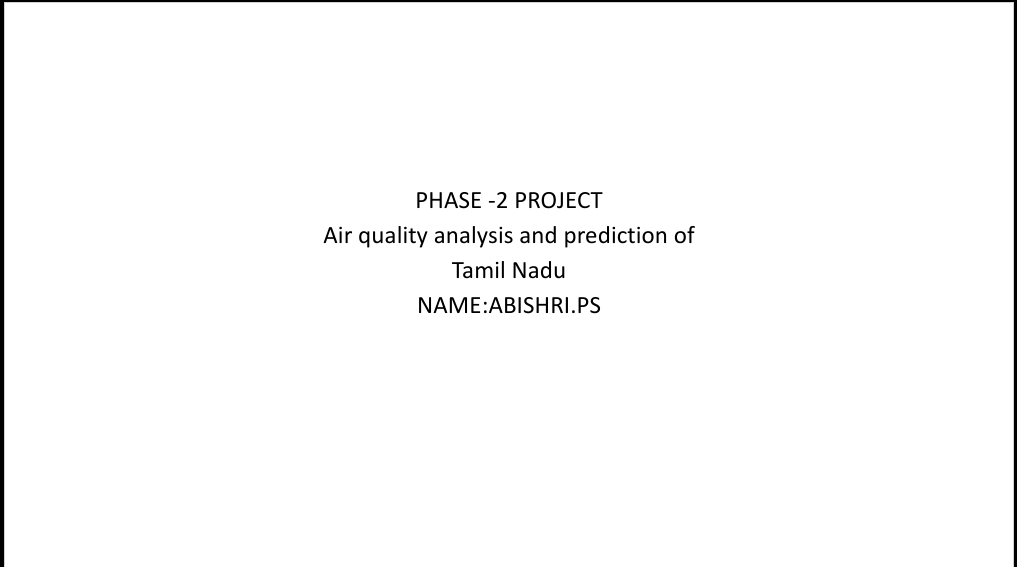 PHASE -2 PROJECT
Air quality analysis and prediction of
Tamil Nadu
NAME:ABISHRI.PS